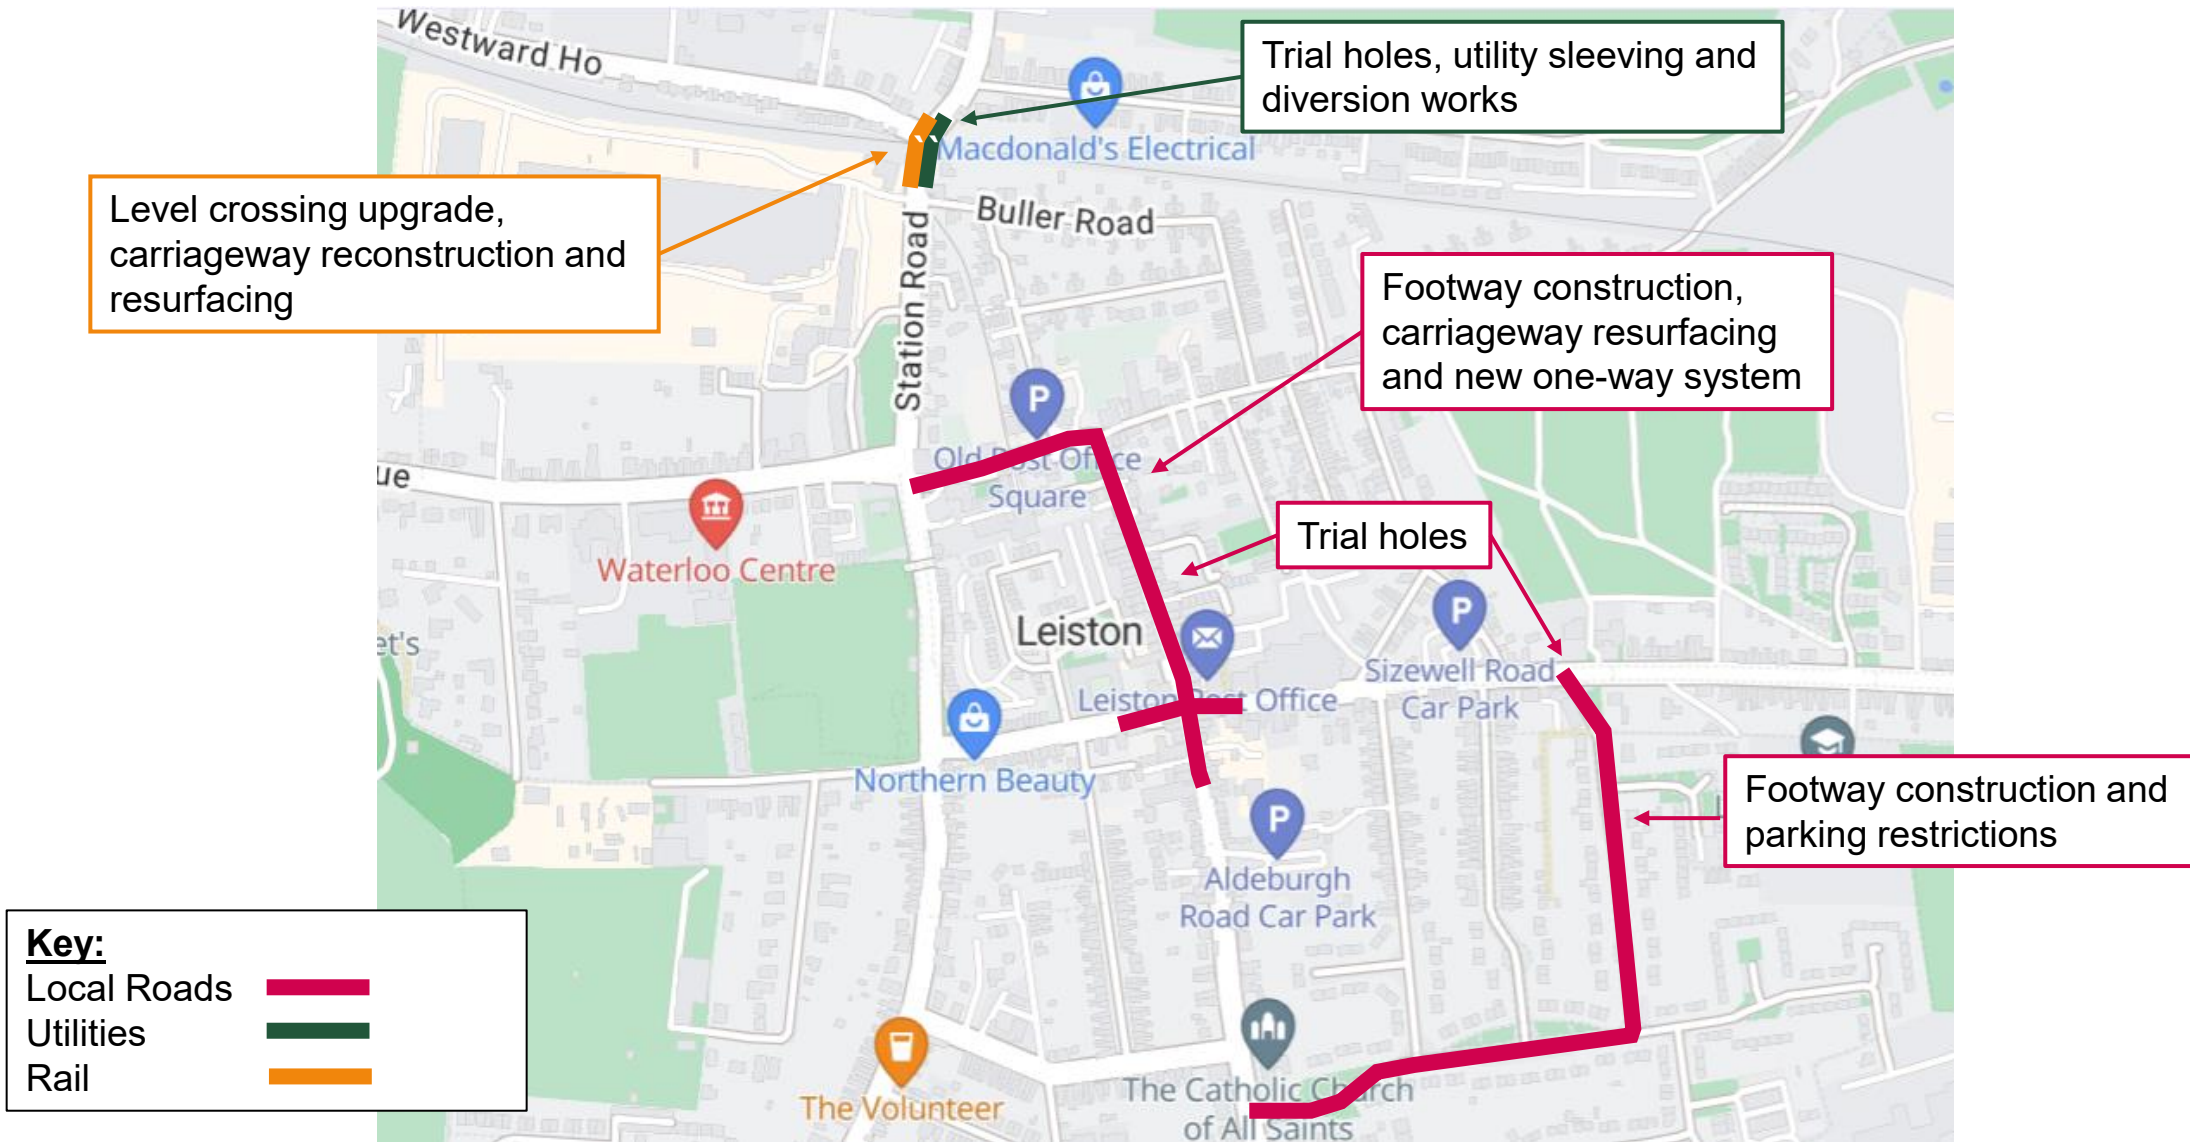 Westward Ho
Trial holes, utility sleeving and
diversion works
Macdonald's Electrical
Level crossing upgrade,
carriageway reconstruction and
resurfacing
Buller Road
Station Road
Footway construction,
carriageway resurfacing
and new one-way system
P
Old Post Office
Square
ue
Waterloo Centre
Trial holes
Leiston
et's
P
Sizewell Road
Car Park
Leiston Post Office
Northern Beauty
Footway construction and
parking restrictions
P
Aldeburgh
Road Car Park
Key:
Local Roads
Utilities
Rail
The Volunteer
The Catholic Church
of All Saints